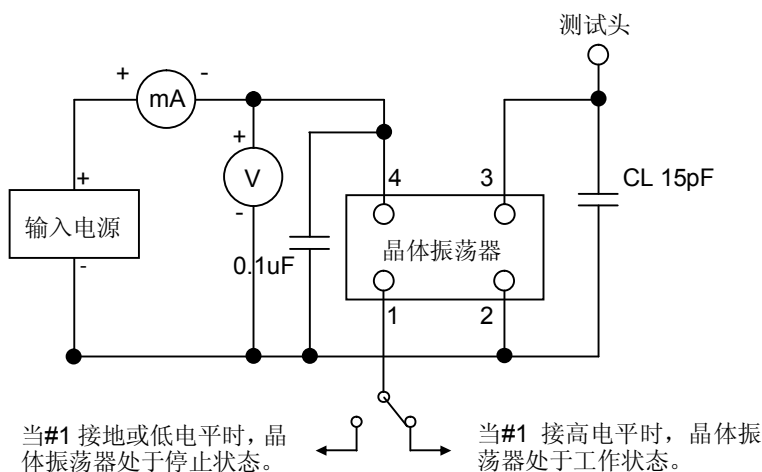 测试头
+ -
mA
+
V
-
+
输入电源
-
0.1uF
4 3
晶体振荡器
1 2
CL 15pF
当#1 接地或低电平时，晶
体振荡器处于停止状态。
当#1 接高电平时，晶体振
荡器处于工作状态。